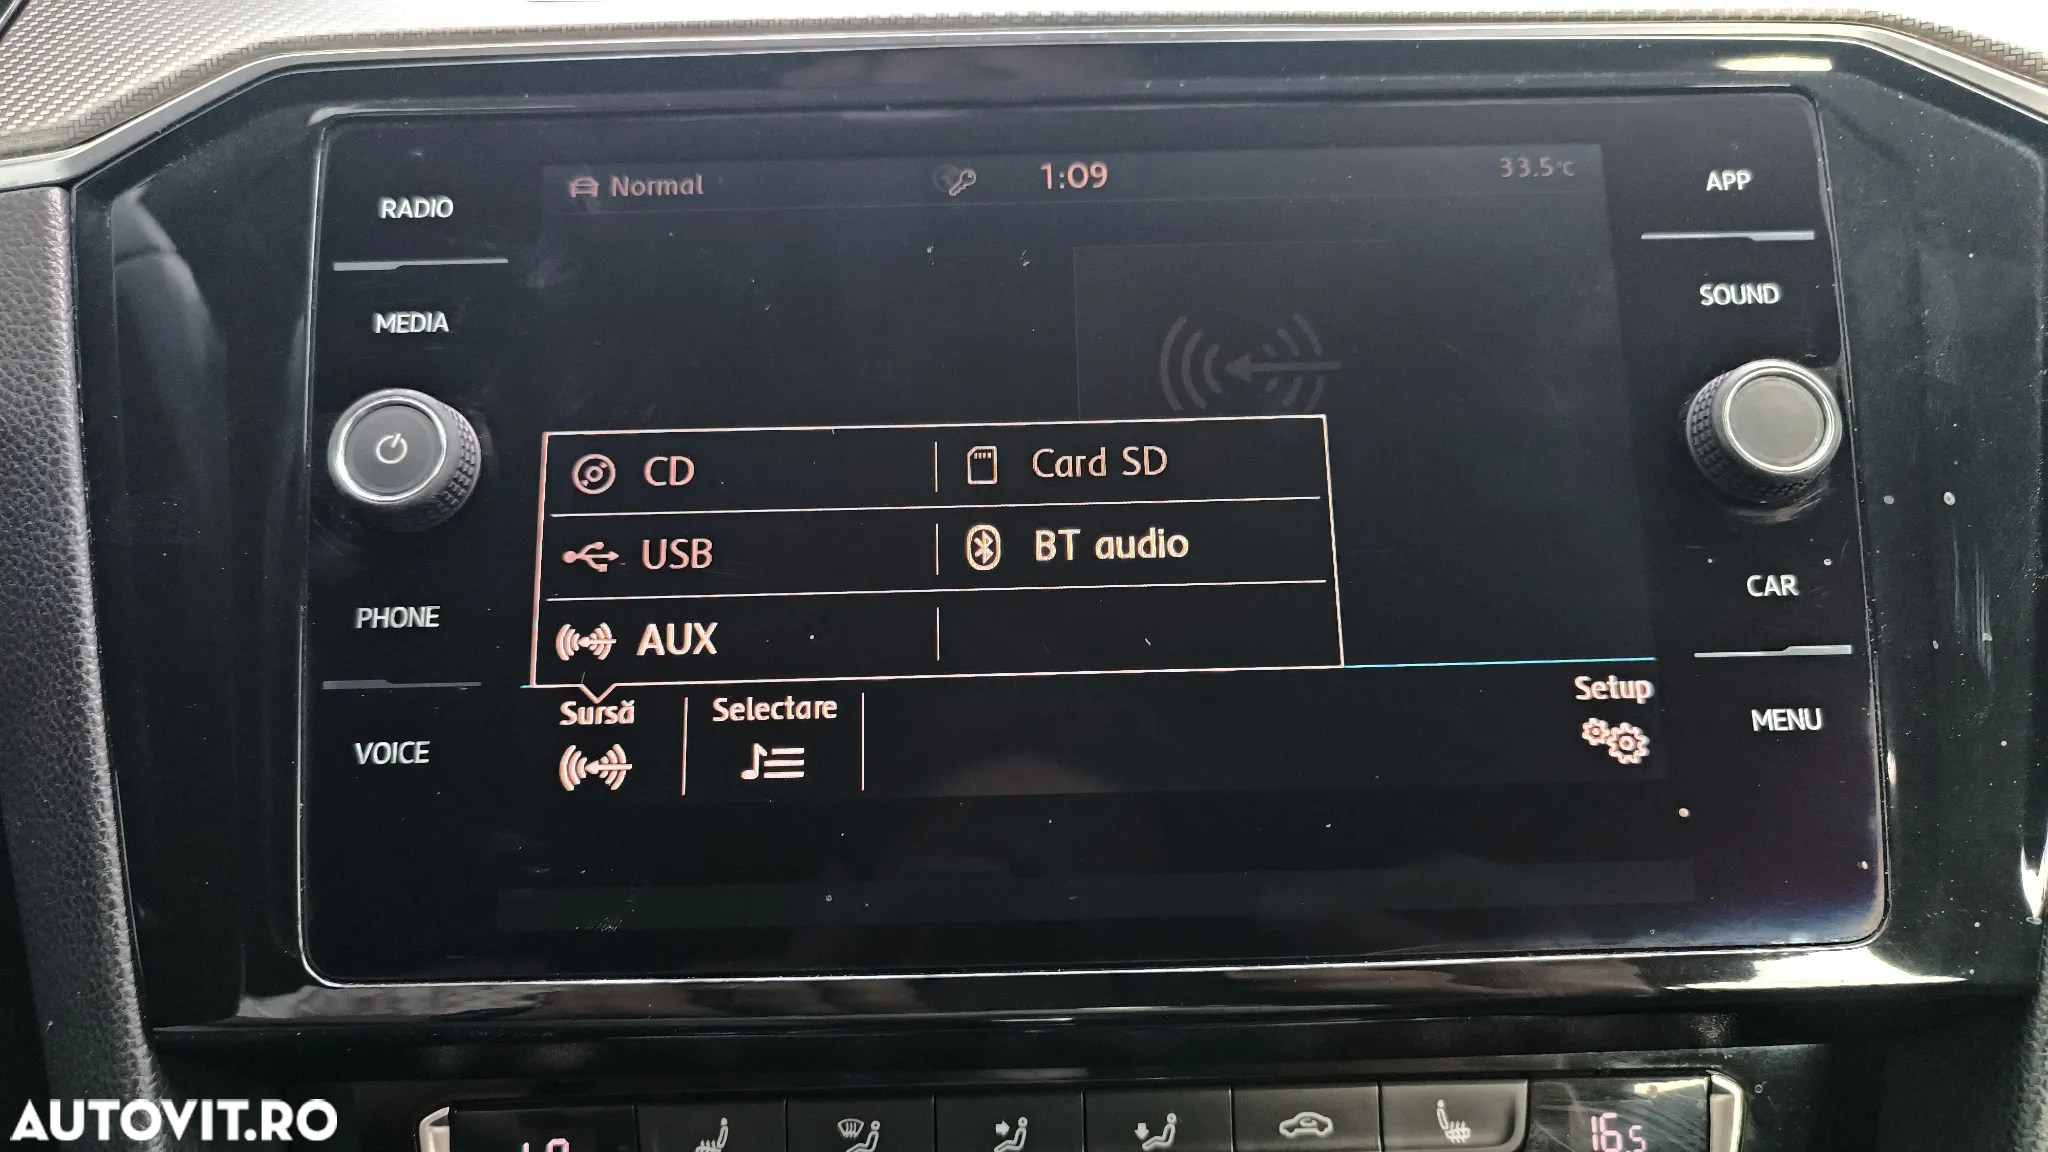 Normal 1:09 33.5°C
RADIO
MEDIA
PHONE
VOICE
CD Card SD
USB BT audio
AUX
Sursă Selectare Setup
APP
SOUND
CAR
MENU
16.5
AUTOVIT.RO